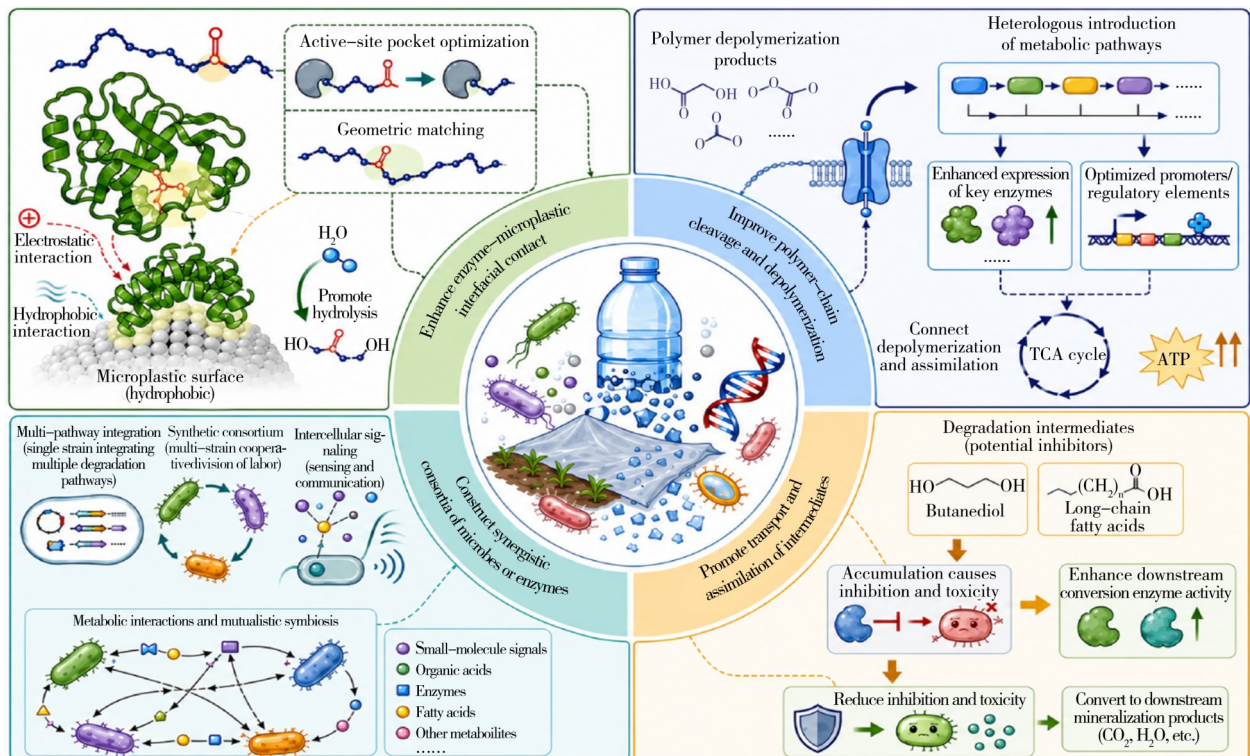 Active-site pocket optimization
Geometric matching
Electrostatic
interaction
Hydrophobic
interaction
H2O
Promote
hydrolysis
HO
OH
Microplastic surface
(hydrophobic)
Enhance enzyme-microplastic
interfacial contact
Polymer depolymerization
products
HO
OH
O
O
O
O
O
O
O
O
......
Heterologous introduction
of metabolic pathways
......
......
Enhanced expression
of key enzymes
......
Optimized promoters/
regulatory elements
Connect
depolymerization
and assimilation
TCA cycle
ATP
Improve polymer-chain
cleavage and depolymerization
Multi-pathway integration
(single strain integrating
multiple degradation
pathways)
Synthetic consortium
(multi-strain coopera-
tivedivision of labor)
Intercellular sig-
naling
(sensing and
communication)
Metabolic interactions and mutualistic symbiosis
Small-molecule signals
Organic acids
Enzymes
Fatty acids
Other metaboilites
......
Construct synergistic
consortia of microbes or enzymes
Promote transport and
assimilation of intermediates
Degradation intermediates
(potential inhibitors)
HO
OH
Butanediol
(CH2)n
O
OH
Long-chain
fatty acids
Accumulation causes
inhibition and toxicity
Enhance downstream
conversion enzyme activity
Reduce inhibition and toxicity
Convert to downstream
mineralization products
(CO2, H2O, etc.)